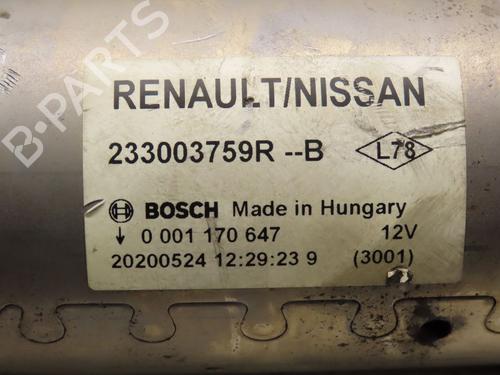 B-PARTS
RENAULT/NISSAN
233003759R --B L78
BOSCH Made in Hungary
↓ 0 001 170 647 12V
20200524 12:29:23 9 (3001)